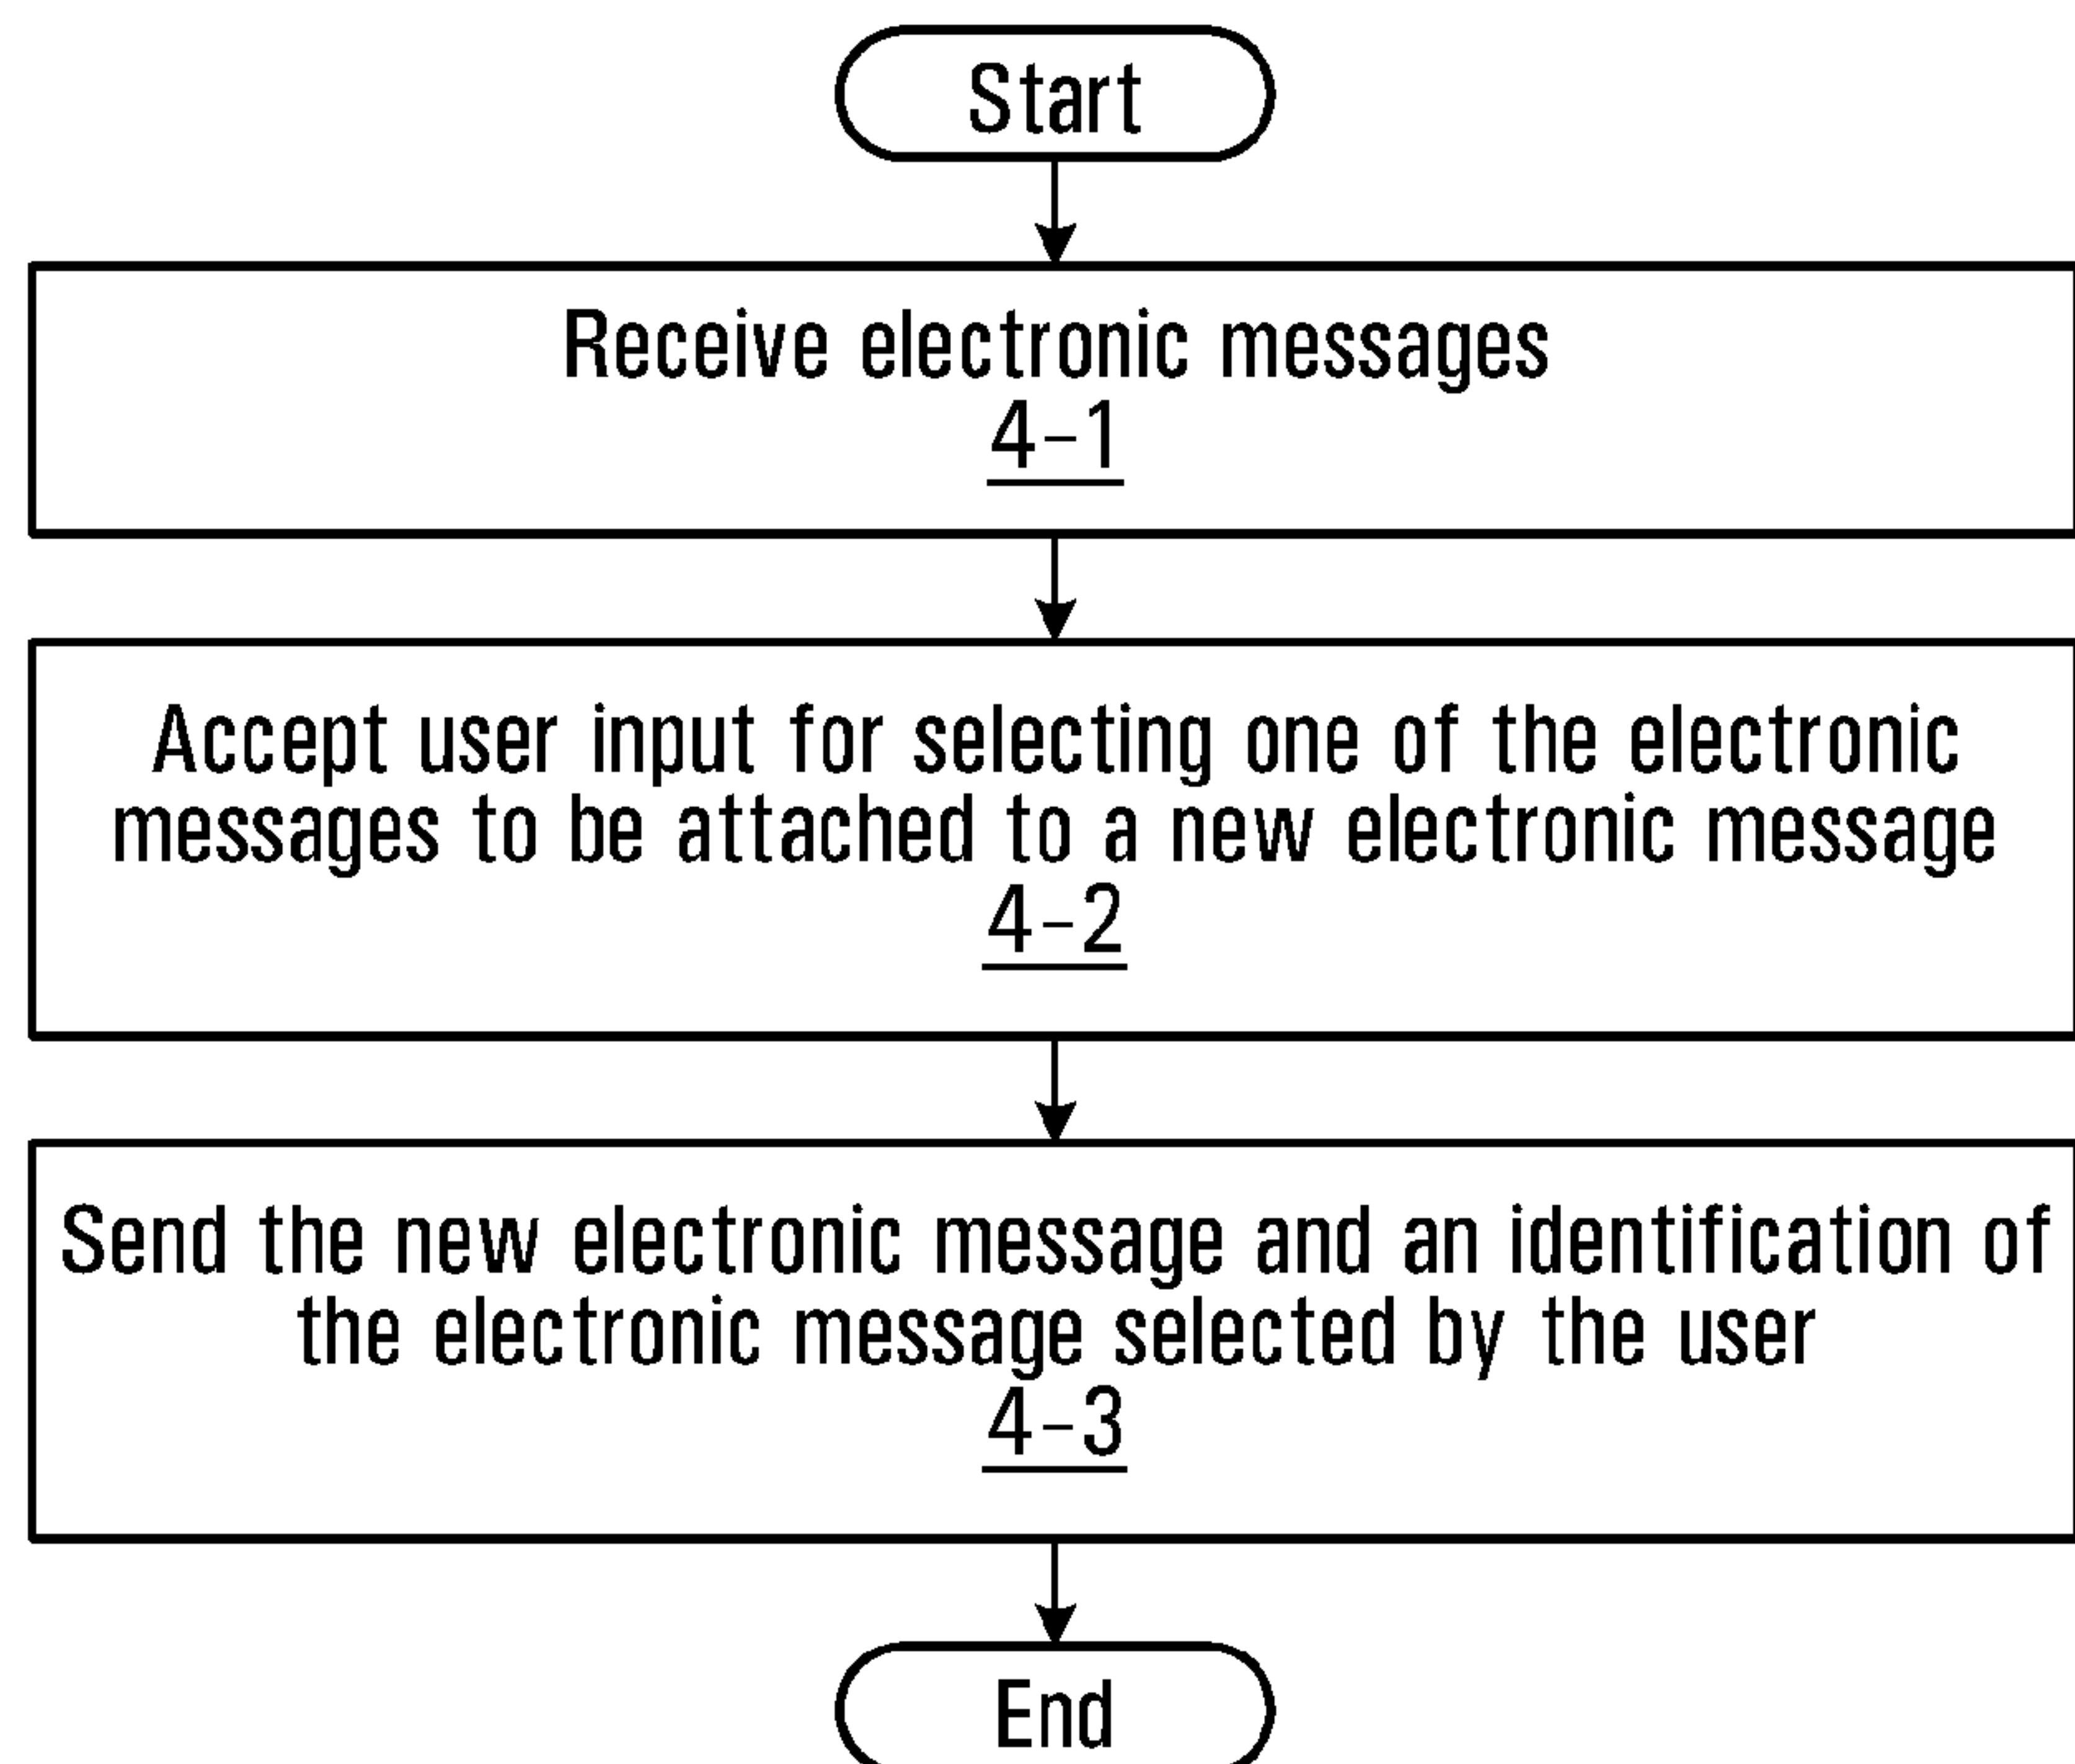 Start
Receive electronic messages
4-1
Accept user input for selecting one of the electronic
messages to be attached to a new electronic message
4-2
Send the new electronic message and an identification of
the electronic message selected by the user
4-3
End